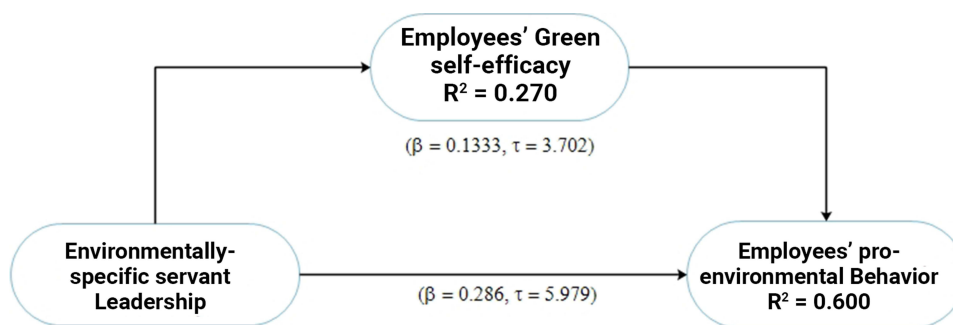 Employees’ Green
self-efficacy
R² = 0.270
(β = 0.1333, τ = 3.702)
Environmentally-
specific servant
Leadership
(β = 0.286, τ = 5.979)
Employees’ pro-
environmental Behavior
R² = 0.600